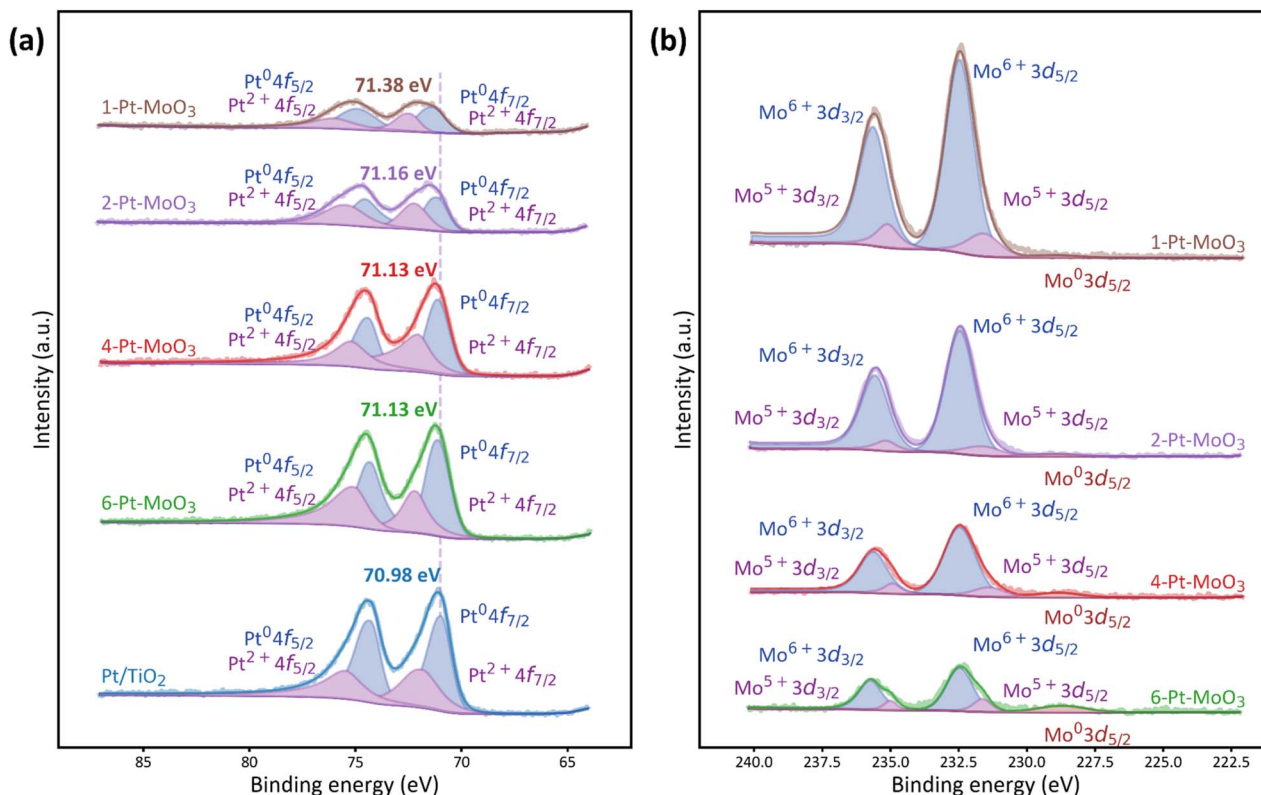 (a)
Pt⁰4f₅/₂
71.38 eV
Pt⁰4f₇/₂
1-Pt-MoO₃
Pt²⁺4f₅/₂
Pt²⁺4f₇/₂
Pt⁰4f₅/₂
71.16 eV
Pt⁰4f₇/₂
2-Pt-MoO₃
Pt²⁺4f₅/₂
Pt²⁺4f₇/₂
71.13 eV
Pt⁰4f₅/₂
Pt⁰4f₇/₂
4-Pt-MoO₃
Pt²⁺4f₅/₂
Pt²⁺4f₇/₂
71.13 eV
Pt⁰4f₅/₂
Pt⁰4f₇/₂
6-Pt-MoO₃
Pt²⁺4f₅/₂
Pt²⁺4f₇/₂
70.98 eV
Pt⁰4f₅/₂
Pt⁰4f₇/₂
Pt/TiO₂
Pt²⁺4f₅/₂
Pt²⁺4f₇/₂
Intensity (a.u.)
85 80 75 70 65
Binding energy (eV)
(b)
Mo⁶⁺3d₅/₂
Mo⁶⁺3d₃/₂
Mo⁵⁺3d₃/₂
Mo⁵⁺3d₅/₂
1-Pt-MoO₃
Mo⁰3d₅/₂
Mo⁶⁺3d₅/₂
Mo⁶⁺3d₃/₂
Mo⁵⁺3d₃/₂
Mo⁵⁺3d₅/₂
2-Pt-MoO₃
Mo⁰3d₅/₂
Mo⁶⁺3d₅/₂
Mo⁶⁺3d₃/₂
Mo⁵⁺3d₃/₂
Mo⁵⁺3d₅/₂
4-Pt-MoO₃
Mo⁰3d₅/₂
Mo⁶⁺3d₅/₂
Mo⁶⁺3d₃/₂
Mo⁵⁺3d₃/₂
Mo⁵⁺3d₅/₂
6-Pt-MoO₃
Mo⁰3d₅/₂
Intensity (a.u.)
240.0 237.5 235.0 232.5 230.0 227.5 225.0 222.5
Binding energy (eV)